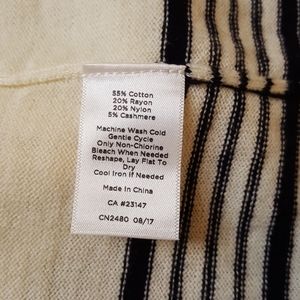 55% Cotton
20% Rayon
20% Nylon
5% Cashmere
Machine Wash Cold
Gentle Cycle
Only Non-Chlorine
Bleach When Needed
Reshape, Lay Flat To
Dry
Cool Iron if Needed
Made In China
CA #23147
CN2480 08/17